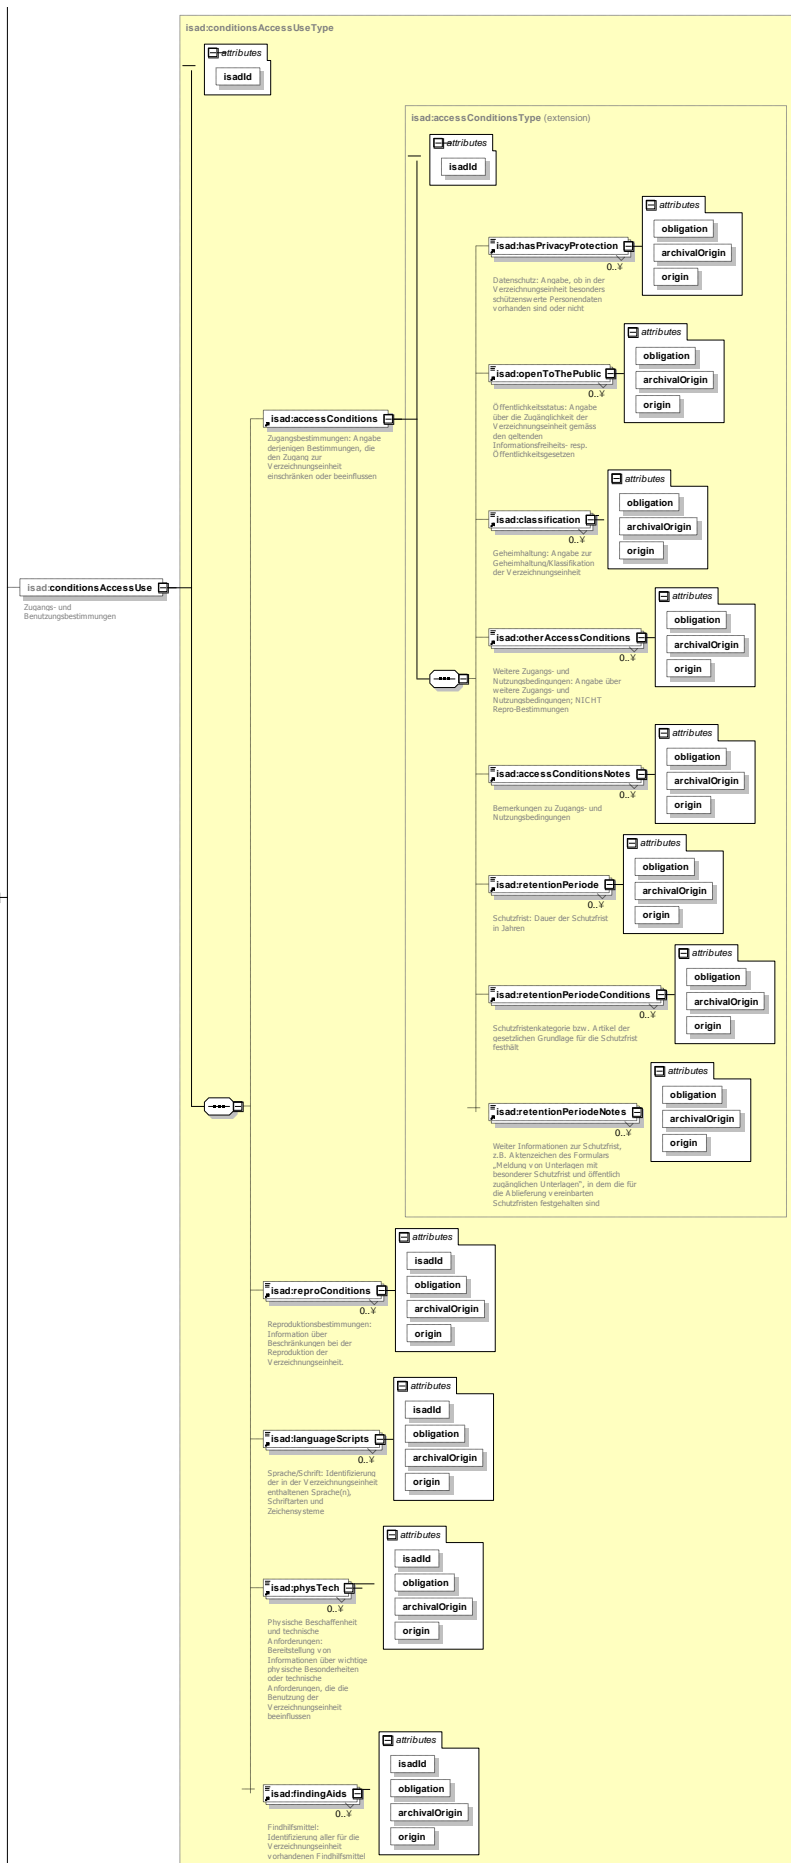 isad:conditionsAccessUseType
attributes
isadId
isad:accessConditionsType (extension)
attributes
isadId
attributes
obligation
isad:hasPrivacyProtection
archivalOrigin
0..¥
origin
Datenschutz: Angabe, ob in der
Verzeichnungseinheit besonders
schützenswerte Personendaten
vorhanden sind oder nicht
attributes
obligation
isad:openToThePublic
archivalOrigin
0..¥
origin
Öffentlichkeitsstatus: Angabe
über die Zugänglichkeit der
Verzeichnungseinheit gemäss
den geltenden
Informationsfreiheits- resp.
Öffentlichkeitsgesetzen
isad:accessConditions
Zugangsbestimmungen: Angabe
derjenigen Bestimmungen, die
den Zugang zur
Verzeichnungseinheit
einschränken oder beeinflussen
attributes
obligation
isad:classification
archivalOrigin
0..¥
origin
Geheimhaltung: Angabe zur
Geheimhaltung/Klassifikation
der Verzeichnungseinheit
isad:conditionsAccessUse
Zugangs- und
Benutzungsbestimmungen
attributes
obligation
isad:otherAccessConditions
archivalOrigin
0..¥
origin
Weitere Zugangs- und
Nutzungsbedingungen: Angabe über
weitere Zugangs- und
Nutzungsbedingungen; NICHT
Repro-Bestimmungen
attributes
obligation
isad:accessConditionsNotes
archivalOrigin
0..¥
origin
Bemerkungen zu Zugangs- und
Nutzungsbedingungen
attributes
obligation
isad:retentionPeriode
archivalOrigin
0..¥
origin
Schutzfrist: Dauer der Schutzfrist
in Jahren
attributes
obligation
isad:retentionPeriodeConditions
archivalOrigin
0..¥
origin
Schutzfristenkategorie bzw. Artikel der
gesetzlichen Grundlage für die Schutzfrist
festhält
attributes
obligation
isad:retentionPeriodeNotes
archivalOrigin
0..¥
origin
Weiter Informationen zur Schutzfrist,
z.B. Aktenzeichen des Formulars
„Meldung von Unterlagen mit
besonderer Schutzfrist und öffentlich
zugänglichen Unterlagen“, in dem die für
die Ablieferung vereinbarten
Schutzfristen festgehalten sind
attributes
isadId
obligation
isad:reproConditions
archivalOrigin
0..¥
origin
Reproduktionsbestimmungen:
Information über
Beschränkungen bei der
Reproduktion der
Verzeichnungseinheit.
attributes
isadId
obligation
isad:languageScripts
archivalOrigin
0..¥
origin
Sprache/Schrift: Identifizierung
der in der Verzeichnungseinheit
enthaltenen Sprache(n),
Schriftarten und
Zeichensysteme
attributes
isadId
obligation
isad:physTech
archivalOrigin
0..¥
origin
Physische Beschaffenheit
und technische
Anforderungen:
Bereitstellung von
Informationen über wichtige
physische Besonderheiten
oder technische
Anforderungen, die die
Benutzung der
Verzeichnungseinheit
beeinflussen
attributes
isadId
obligation
isad:findingAids
archivalOrigin
0..¥
origin
Findhilfsmittel:
Identifizierung aller für die
Verzeichnungseinheit
vorhandenen Findhilfsmittel